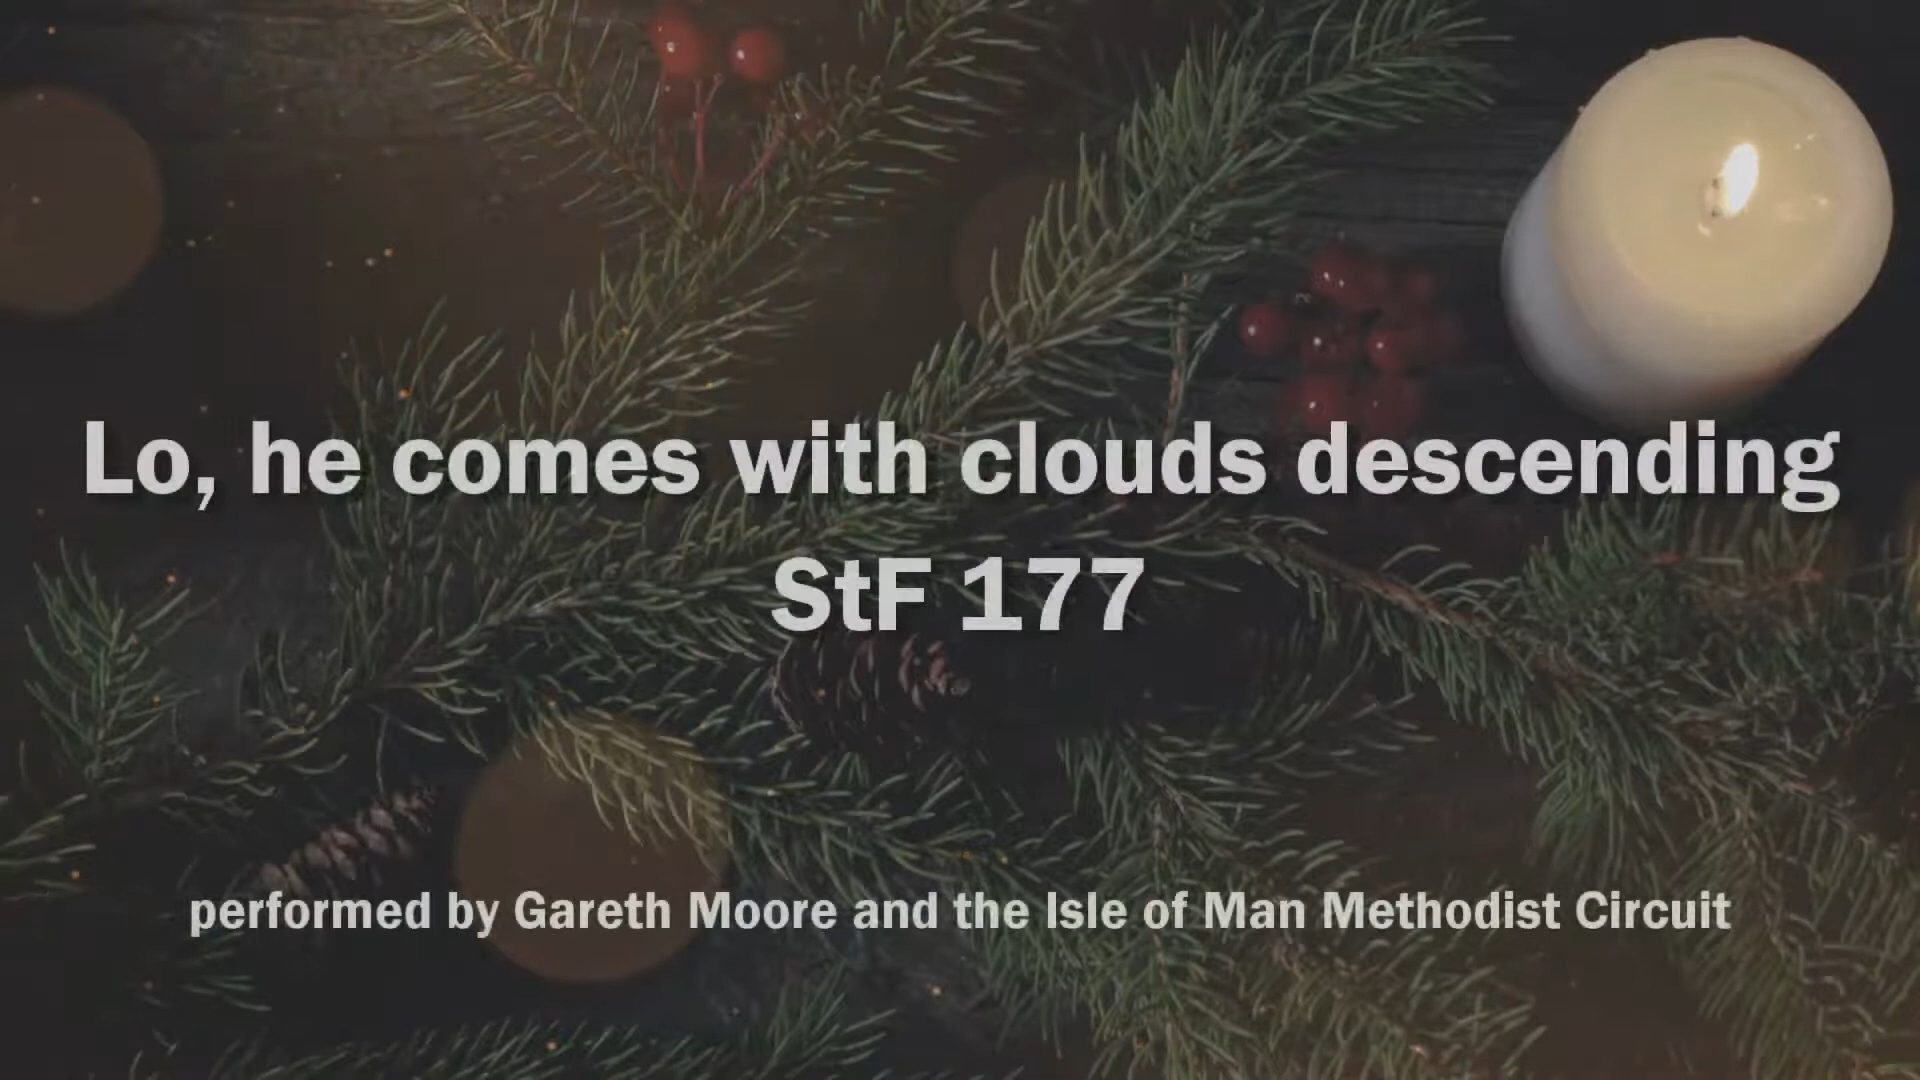 Lo, he comes with clouds descending
StF 177
performed by Gareth Moore and the Isle of Man Methodist Circuit